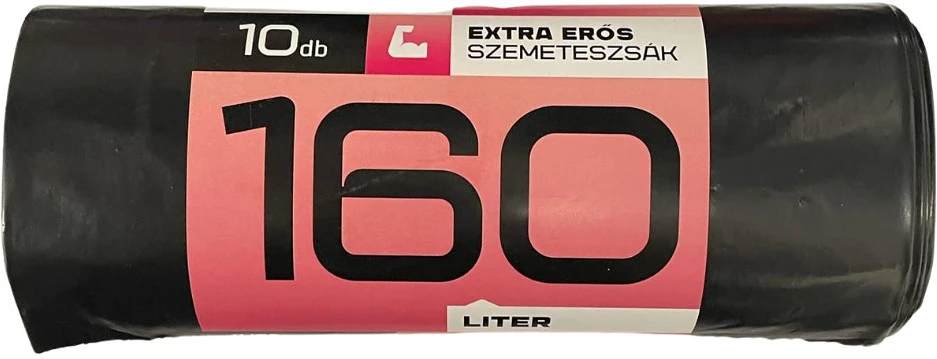 10db
EXTRA ERŐS
SZEMETESZSÁK
160
LITER